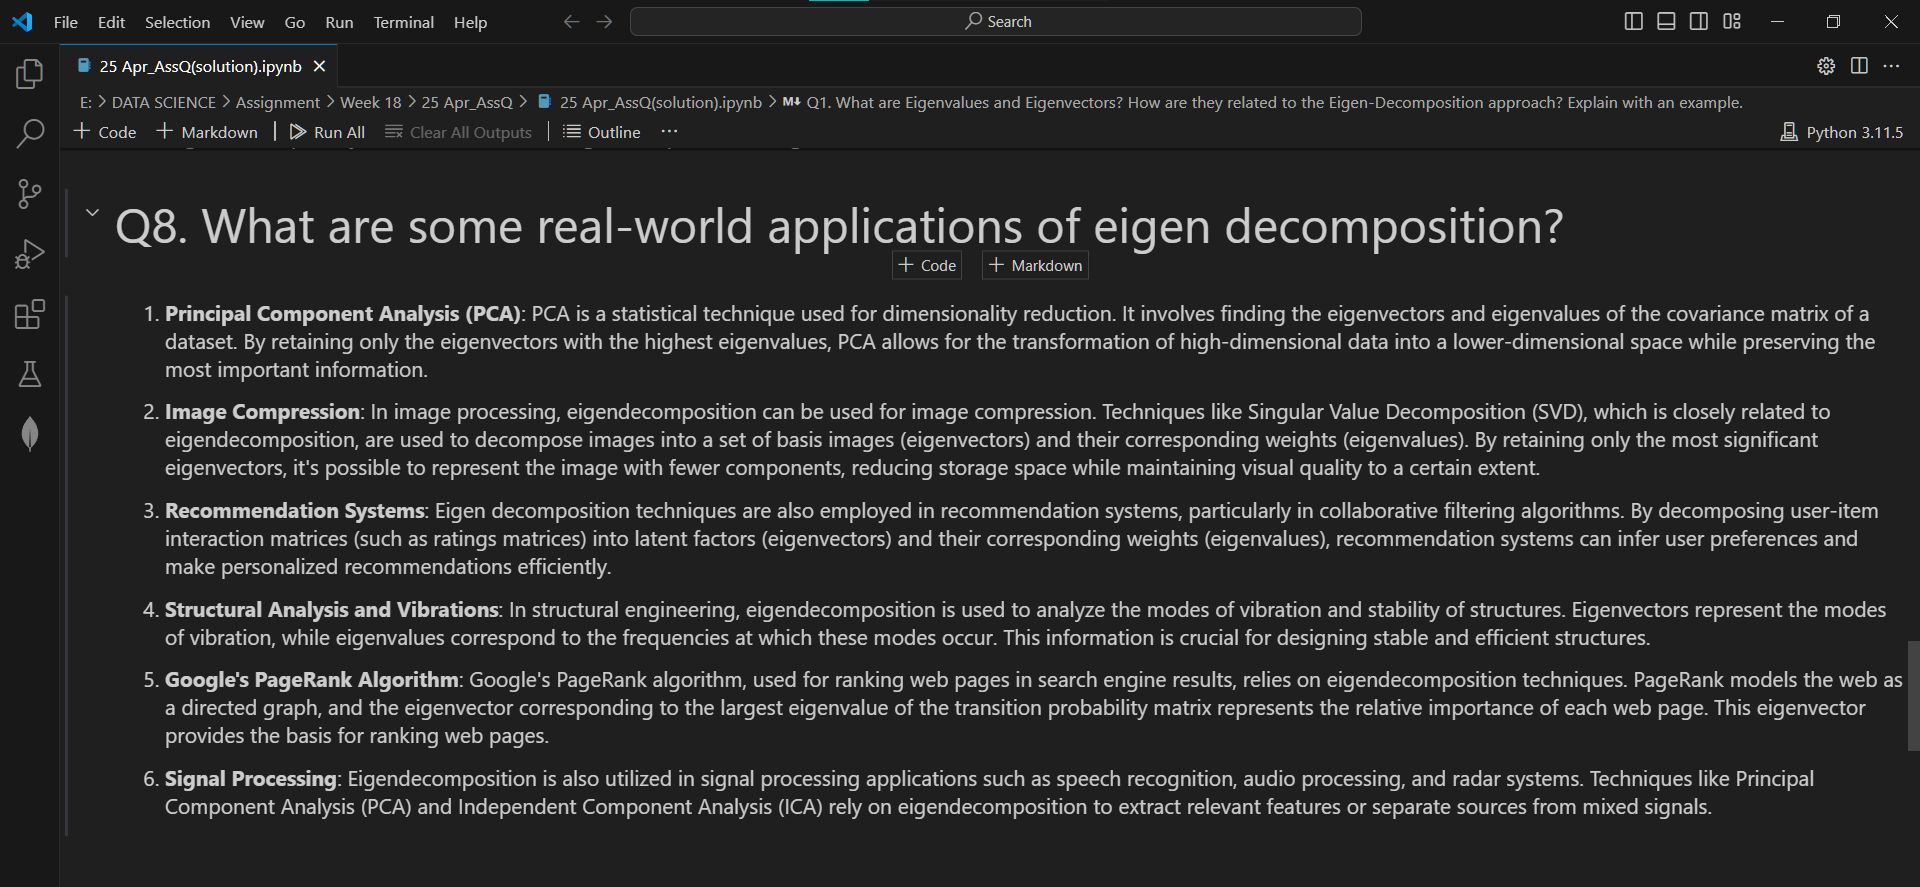 File Edit Selection View Go Run Terminal Help
Search
25 Apr_AssQ(solution).ipynb
E: > DATA SCIENCE > Assignment > Week 18 > 25 Apr_AssQ > 25 Apr_AssQ(solution).ipynb > M↓ Q1. What are Eigenvalues and Eigenvectors? How are they related to the Eigen-Decomposition approach? Explain with an example.
+ Code + Markdown | Run All Clear All Outputs | Outline ...
Python 3.11.5
Q8. What are some real-world applications of eigen decomposition?
+ Code + Markdown
1. Principal Component Analysis (PCA): PCA is a statistical technique used for dimensionality reduction. It involves finding the eigenvectors and eigenvalues of the covariance matrix of a
dataset. By retaining only the eigenvectors with the highest eigenvalues, PCA allows for the transformation of high-dimensional data into a lower-dimensional space while preserving the
most important information.
2. Image Compression: In image processing, eigendecomposition can be used for image compression. Techniques like Singular Value Decomposition (SVD), which is closely related to
eigendecomposition, are used to decompose images into a set of basis images (eigenvectors) and their corresponding weights (eigenvalues). By retaining only the most significant
eigenvectors, it's possible to represent the image with fewer components, reducing storage space while maintaining visual quality to a certain extent.
3. Recommendation Systems: Eigen decomposition techniques are also employed in recommendation systems, particularly in collaborative filtering algorithms. By decomposing user-item
interaction matrices (such as ratings matrices) into latent factors (eigenvectors) and their corresponding weights (eigenvalues), recommendation systems can infer user preferences and
make personalized recommendations efficiently.
4. Structural Analysis and Vibrations: In structural engineering, eigendecomposition is used to analyze the modes of vibration and stability of structures. Eigenvectors represent the modes
of vibration, while eigenvalues correspond to the frequencies at which these modes occur. This information is crucial for designing stable and efficient structures.
5. Google's PageRank Algorithm: Google's PageRank algorithm, used for ranking web pages in search engine results, relies on eigendecomposition techniques. PageRank models the web as
a directed graph, and the eigenvector corresponding to the largest eigenvalue of the transition probability matrix represents the relative importance of each web page. This eigenvector
provides the basis for ranking web pages.
6. Signal Processing: Eigendecomposition is also utilized in signal processing applications such as speech recognition, audio processing, and radar systems. Techniques like Principal
Component Analysis (PCA) and Independent Component Analysis (ICA) rely on eigendecomposition to extract relevant features or separate sources from mixed signals.